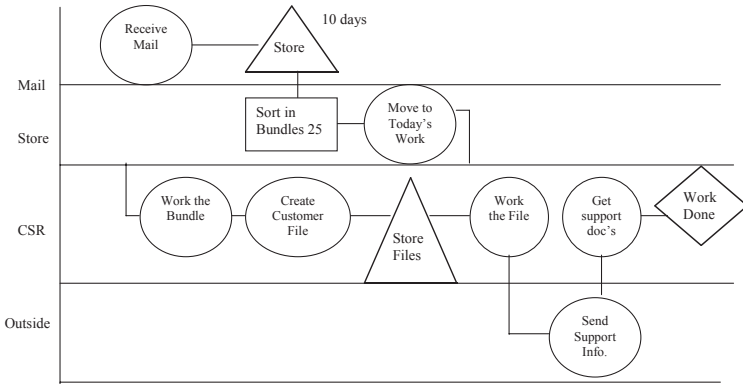 Receive
Mail
Store
10 days
Mail
Sort in
Bundles 25
Move to
Today's
Work
Store
Work the
Bundle
Create
Customer
File
Store
Files
Work
the File
Get
support
doc's
Work
Done
CSR
Outside
Send
Support
Info.